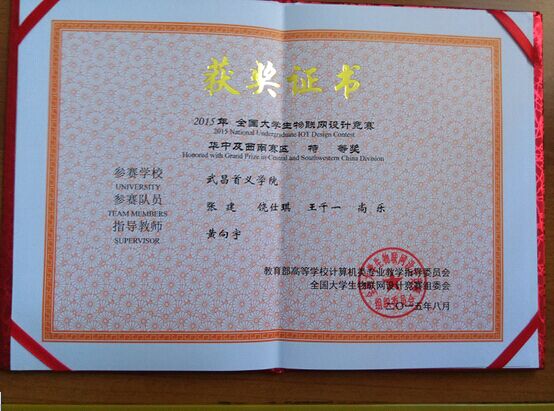 获奖证书
2015年 全国大学生物联网设计竞赛
2015 National Undergraduate IOT Design Contest
华中及西南赛区 特 等奖
Honored with Grand Prize in Central and Southwestern China Division
参赛学校 武昌首义学院
UNIVERSITY
参赛队员 张 建 饶仕琪 王千一 尚 乐
TEAM MEMBERS
指导教师 黄向宇
SUPERVISOR
教育部高等学校计算机类专业教学指导委员会
全国大学生物联网设计竞赛组委会
二〇一五年八月